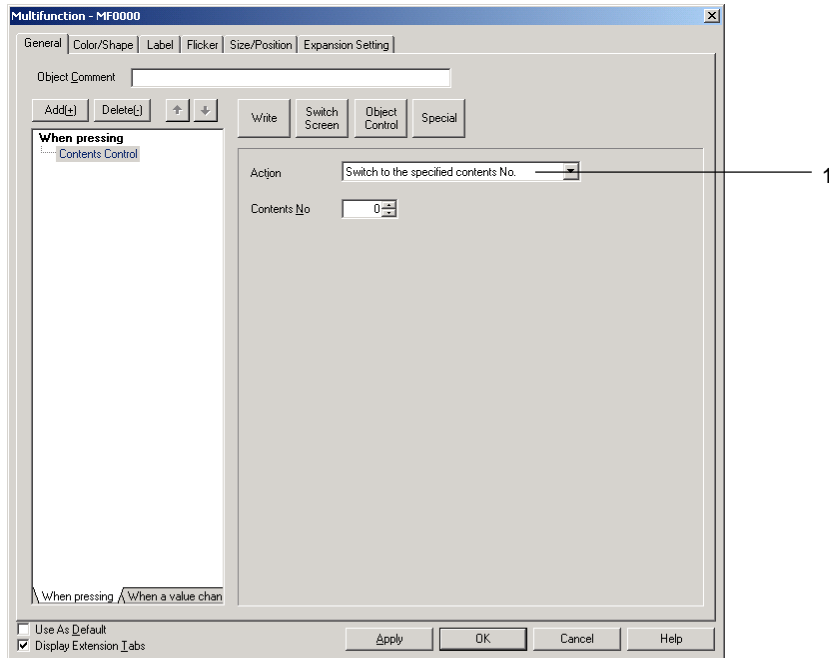 Multifunction - MF0000
General Color/Shape Label Flicker Size/Position Expansion Setting
Object Comment
Add(+) Delete(-)
Write Switch Screen Object Control Special
When pressing
Contents Control
Action Switch to the specified contents No. 1
Contents No 0
When pressing When a value chan
Use As Default
Display Extension Tabs
Apply OK Cancel Help